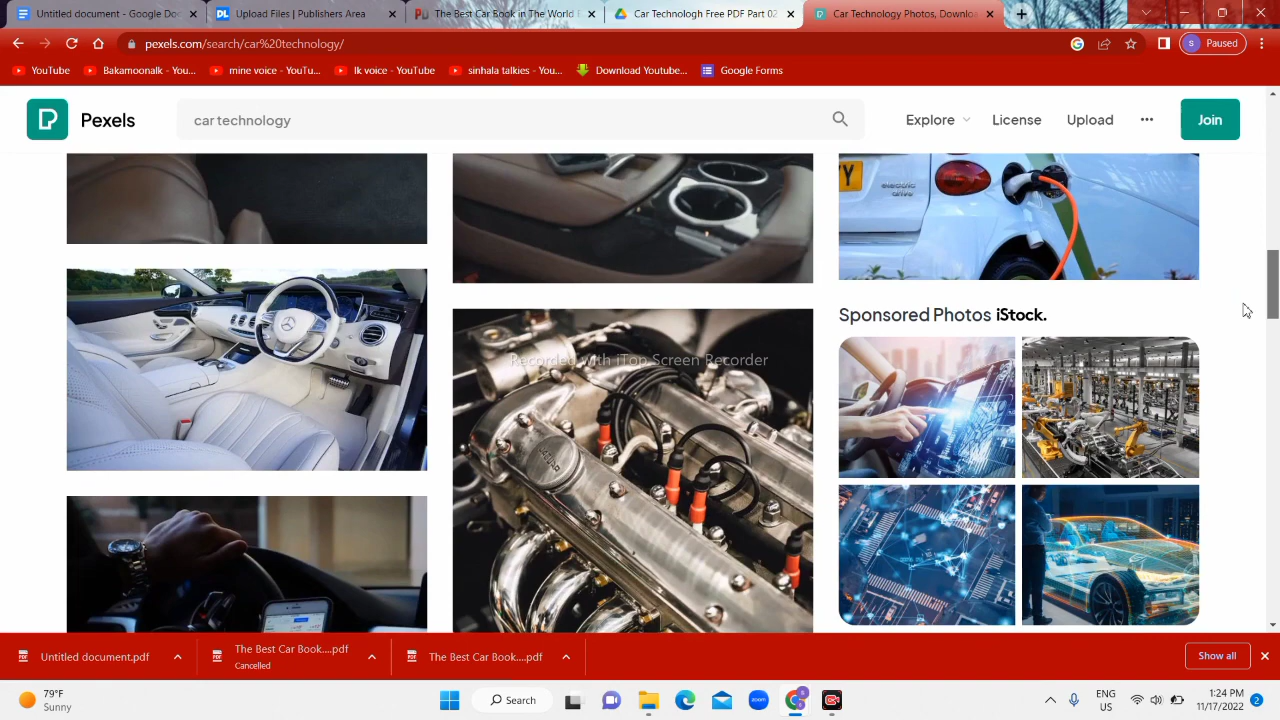 Untitled document - Google Doc
Upload Files | Publishers Area
The Best Car Book in The World
Car Technologh Free PDF Part 02
Car Technology Photos, Downlo
pexels.com/search/car%20technology/
S Paused
YouTube
Bakamoonalk - You...
mine voice - YouTu...
lk voice - YouTube
sinhala talkies - You...
Download Youtube...
Google Forms
Pexels
car technology
Explore
License
Upload
Join
Sponsored Photos iStock.
Recorded with iTop Screen Recorder
JAGUAR
Untitled document.pdf
The Best Car Book....pdf
Cancelled
The Best Car Book....pdf
Show all
79°F
Sunny
Search
zoom
ENG
US
1:24 PM
11/17/2022
2